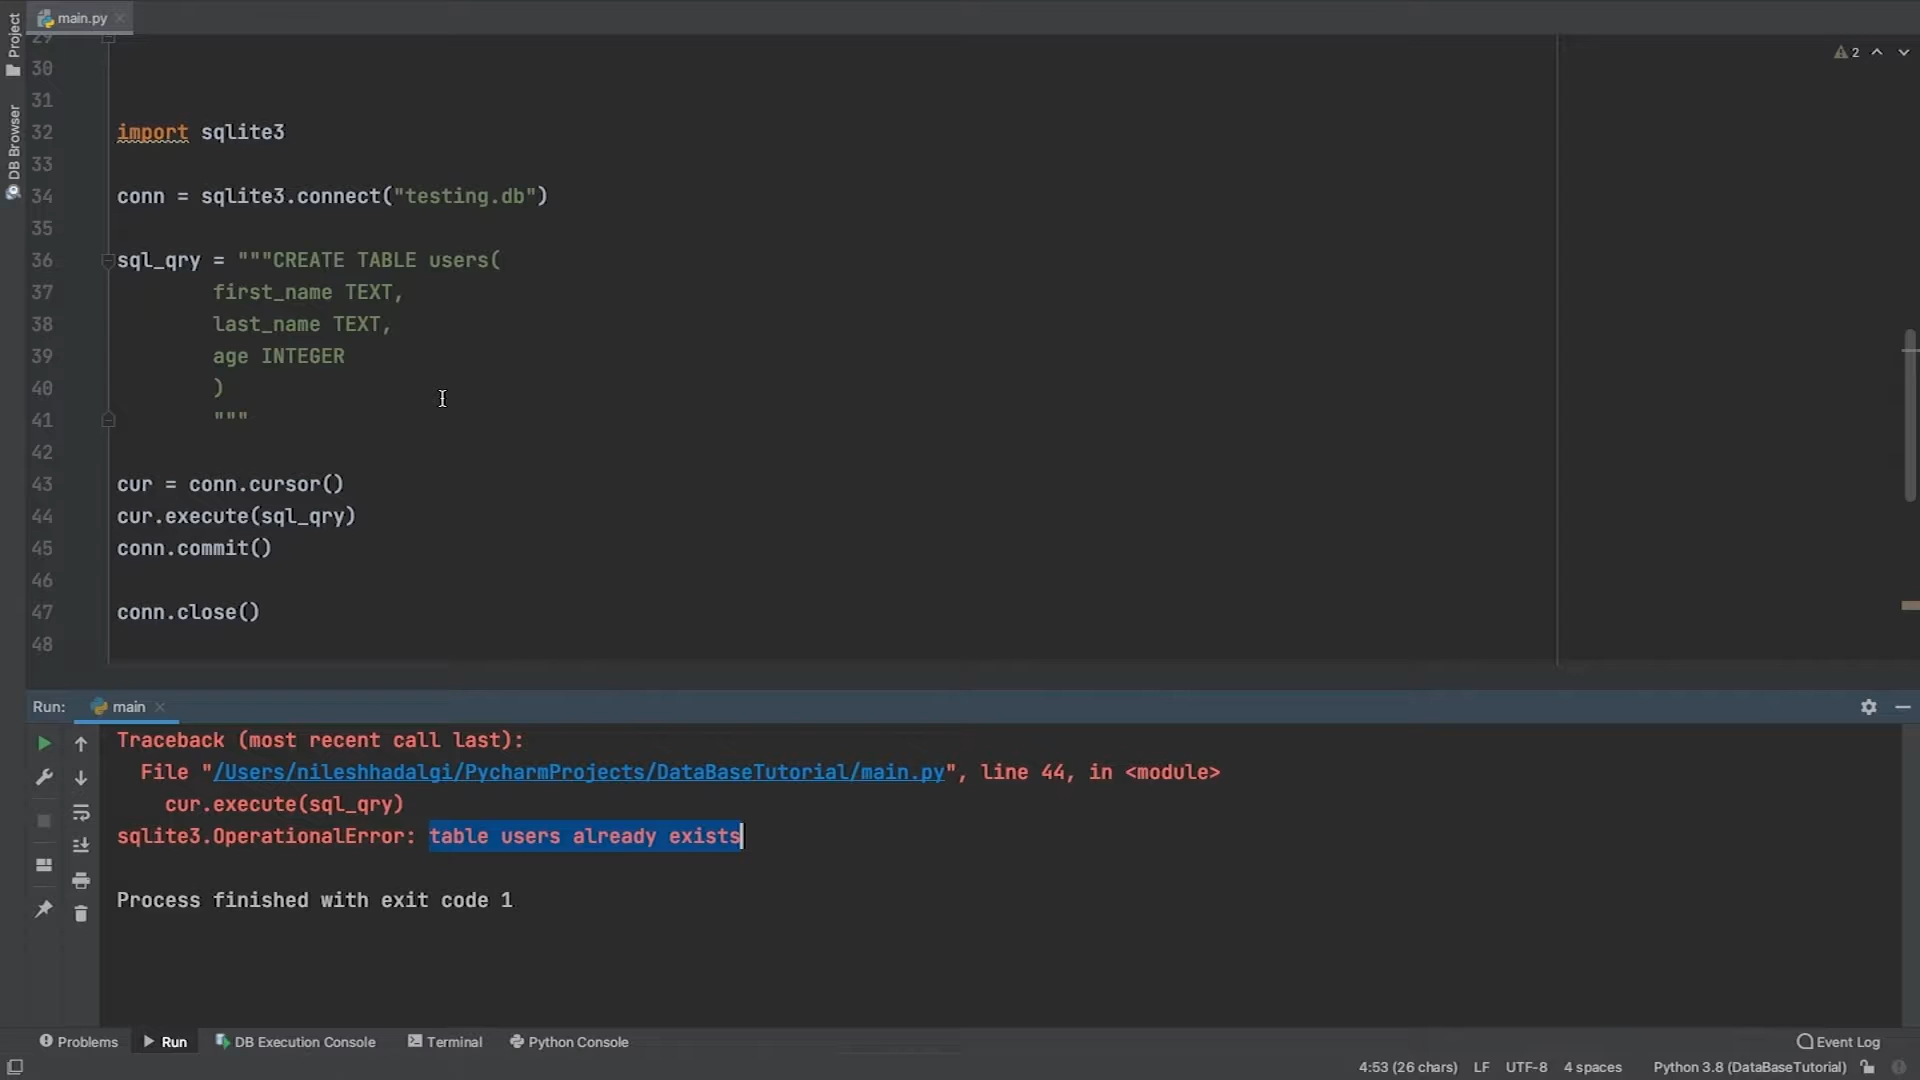 Project
DB Browser
main.py
2
29
30
31
32 import sqlite3
33
34 conn = sqlite3.connect("testing.db")
35
36 sql_qry = """CREATE TABLE users(
37 first_name TEXT,
38 last_name TEXT,
39 age INTEGER
40 )
41 """
42
43 cur = conn.cursor()
44 cur.execute(sql_qry)
45 conn.commit()
46
47 conn.close()
48
Run: main
Traceback (most recent call last):
File "/Users/nileshhadalgi/PycharmProjects/DataBaseTutorial/main.py", line 44, in <module>
cur.execute(sql_qry)
sqlite3.OperationalError: table users already exists
Process finished with exit code 1
Problems Run DB Execution Console Terminal Python Console Event Log
4:53 (26 chars) LF UTF-8 4 spaces Python 3.8 (DataBaseTutorial)